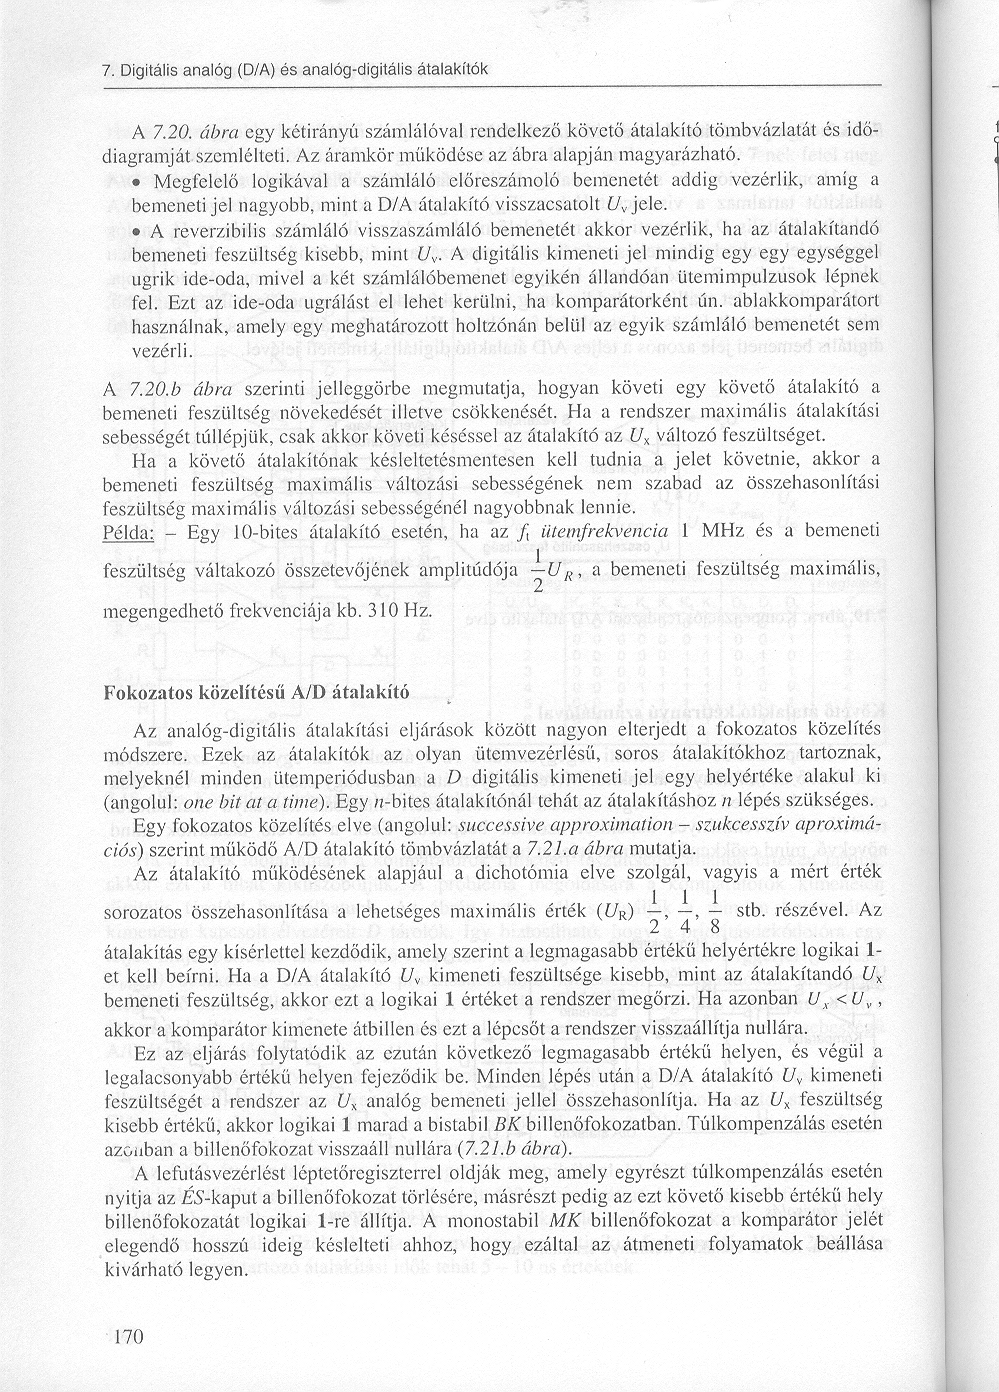 7. Digitális analóg (D/A) és analóg-digitális átalakítók
A 7.20. ábra egy kétirányú számlálóval rendelkező követő átalakító tömbvázlatát és idő-
diagramját szemlélteti. Az áramkör működése az ábra alapján magyarázható.
• Megfelelő logikával a számláló előreszámoló bemenetét addig vezérlik, amíg a
bemeneti jel nagyobb, mint a D/A átalakító visszacsatolt Uv jele.
• A reverzibilis számláló visszaszámláló bemenetét akkor vezérlik, ha az átalakítandó
bemeneti feszültség kisebb, mint Uv. A digitális kimeneti jel mindig egy egy egységgel
ugrik ide-oda, mivel a két számlálóbemenet egyikén állandóan ütemimpulzusok lépnek
fel. Ezt az ide-oda ugrálást el lehet kerülni, ha komparátorként ún. ablakkomparátort
használnak, amely egy meghatározott holtzónán belül az egyik számláló bemenetét sem
vezérli.
A 7.20.b ábra szerinti jelleggörbe megmutatja, hogyan követi egy követő átalakító a
bemeneti feszültség növekedését illetve csökkenését. Ha a rendszer maximális átalakítási
sebességét túllépjük, csak akkor követi késéssel az átalakító az Ux változó feszültséget.
Ha a követő átalakítónak késleltetésmentesen kell tudnia a jelet követnie, akkor a
bemeneti feszültség maximális változási sebességének nem szabad az összehasonlítási
feszültség maximális változási sebességénél nagyobbnak lennie.
Példa: – Egy 10-bites átalakító esetén, ha az ft ütemfrekvencia 1 MHz és a bemeneti
feszültség váltakozó összetevőjének amplitúdója 1/2 UR, a bemeneti feszültség maximális,
megengedhető frekvenciája kb. 310 Hz.
Fokozatos közelítésű A/D átalakító
Az analóg-digitális átalakítási eljárások között nagyon elterjedt a fokozatos közelítés
módszere. Ezek az átalakítók az olyan ütemvezérlésű, soros átalakítókhoz tartoznak,
melyeknél minden ütemperiódusban a D digitális kimeneti jel egy helyértéke alakul ki
(angolul: one bit at a time). Egy n-bites átalakítónál tehát az átalakításhoz n lépés szükséges.
Egy fokozatos közelítés elve (angolul: successive approximation – szukcesszív aproximá-
ciós) szerint működő A/D átalakító tömbvázlatát a 7.21.a ábra mutatja.
Az átalakító működésének alapjául a dichotómia elve szolgál, vagyis a mért érték
sorozatos összehasonlítása a lehetséges maximális érték (UR) 1/2, 1/4, 1/8 stb. részével. Az
átalakítás egy kísérlettel kezdődik, amely szerint a legmagasabb értékű helyértékre logikai 1-
et kell beírni. Ha a D/A átalakító Uv kimeneti feszültsége kisebb, mint az átalakítandó Ux
bemeneti feszültség, akkor ezt a logikai 1 értéket a rendszer megőrzi. Ha azonban Ux < Uv,
akkor a komparátor kimenete átbillen és ezt a lépcsőt a rendszer visszaállítja nullára.
Ez az eljárás folytatódik az ezután következő legmagasabb értékű helyen, és végül a
legalacsonyabb értékű helyen fejeződik be. Minden lépés után a D/A átalakító Uv kimeneti
feszültségét a rendszer az Ux analóg bemeneti jellel összehasonlítja. Ha az Ux feszültség
kisebb értékű, akkor logikai 1 marad a bistabil BK billenőfokozatban. Túlkompenzálás esetén
azonban a billenőfokozat visszaáll nullára (7.21.b ábra).
A lefutásvezérlést léptetőregiszterrel oldják meg, amely egyrészt túlkompenzálás esetén
nyitja az ÉS-kaput a billenőfokozat törlésére, másrészt pedig az ezt követő kisebb értékű hely
billenőfokozatát logikai 1-re állítja. A monostabil MK billenőfokozat a komparátor jelét
elegendő hosszú ideig késlelteti ahhoz, hogy ezáltal az átmeneti folyamatok beállása
kivárható legyen.
170